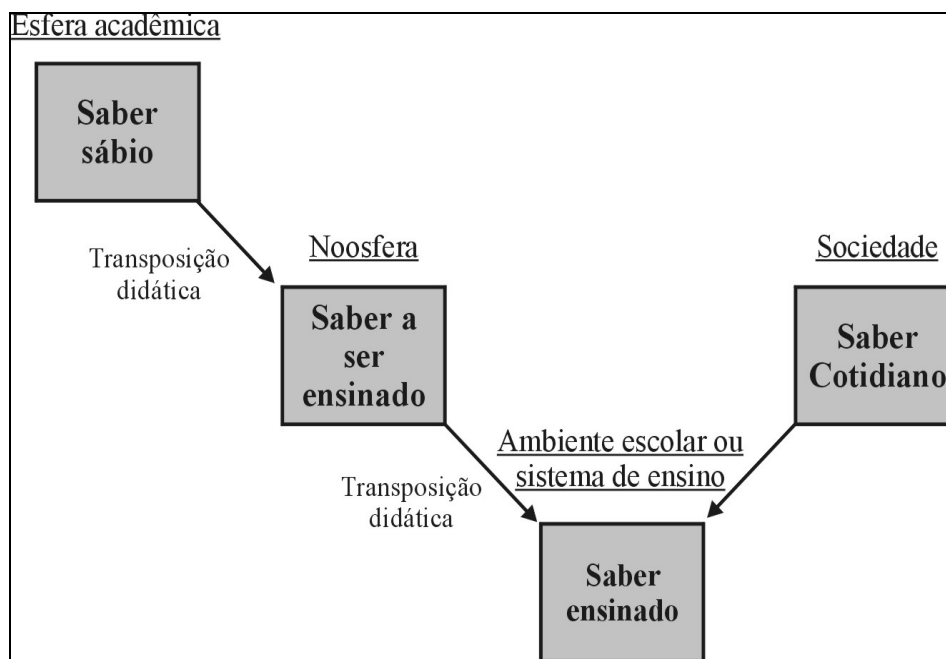 Esfera acadêmica
Saber
sábio
Transposição
didática
Noosfera
Saber a
ser
ensinado
Sociedade
Saber
Cotidiano
Transposição
didática
Ambiente escolar ou
sistema de ensino
Saber
ensinado